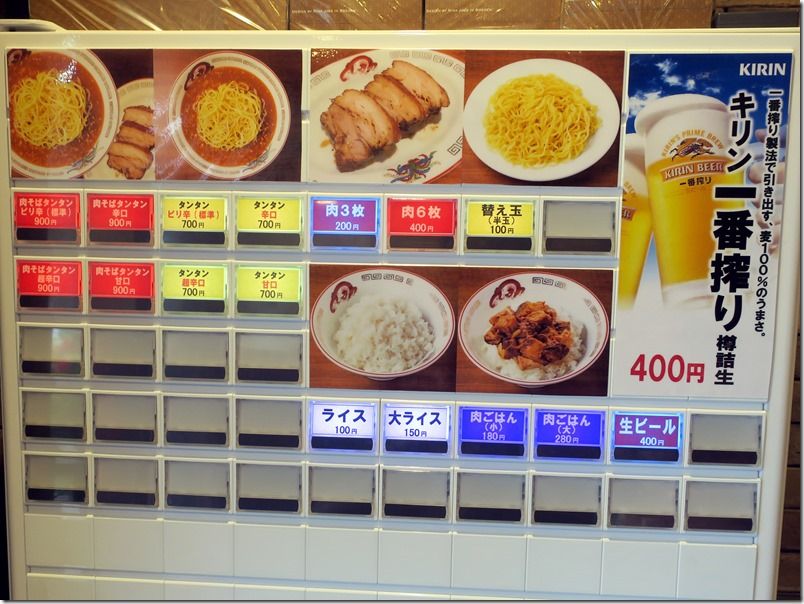 KIRIN
一番搾り製法で引き出す、麦100%のうまさ。
キリン一番搾り 樽詰生
KIRIN'S PRIME BREW
KIRIN BEER
一番搾り
400円
肉そばタンタン
ピリ辛(標準)
900円
肉そばタンタン
辛口
900円
タンタン
ピリ辛(標準)
700円
タンタン
辛口
700円
肉3枚
200円
肉6枚
400円
替え玉
(半玉)
100円
肉そばタンタン
超辛口
900円
肉そばタンタン
甘口
900円
タンタン
超辛口
700円
タンタン
甘口
700円
ライス
100円
大ライス
150円
肉ごはん
(小)
180円
肉ごはん
(大)
280円
生ビール
400円